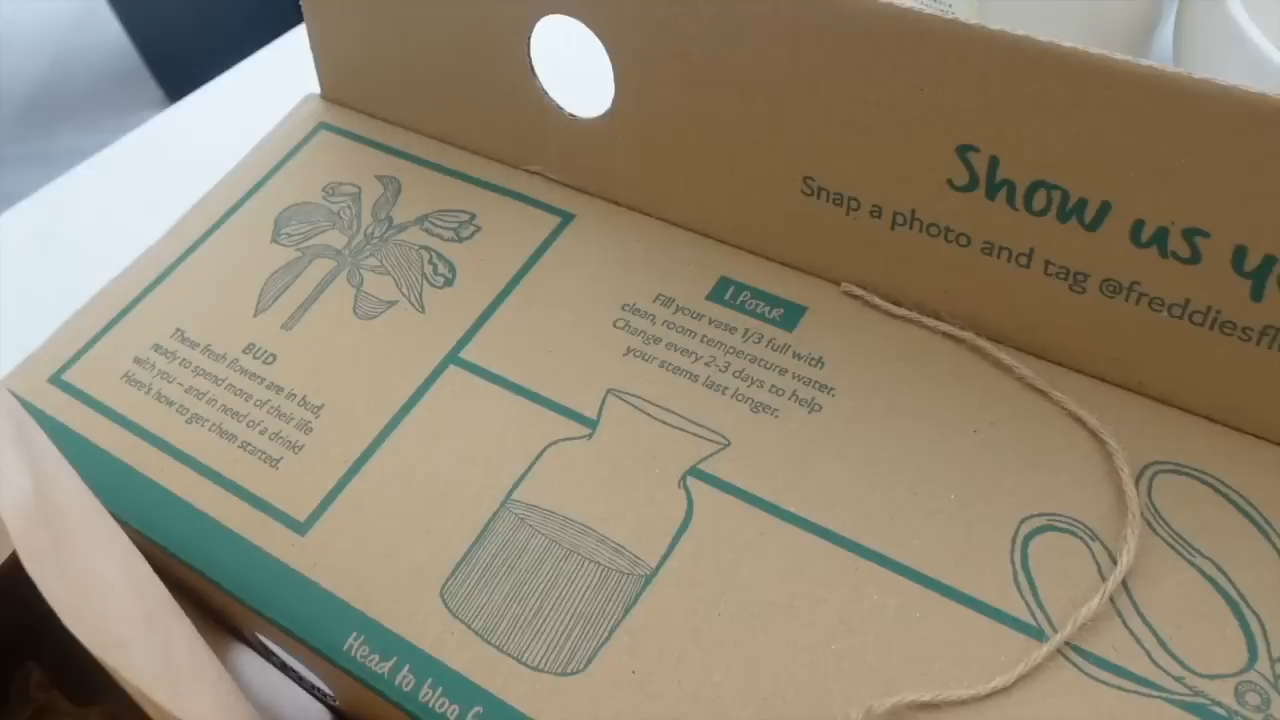 Show us
Snap a photo and tag
1. Pour
Fill your vase 1/3 full with
clean, room temperature water.
Change every 2-3 days to help
your stems last longer.
BUD
These fresh flowers are in bud,
ready to spend more of their life
with you – and in need of a drink!
Here's how to get them started.
Head to blog